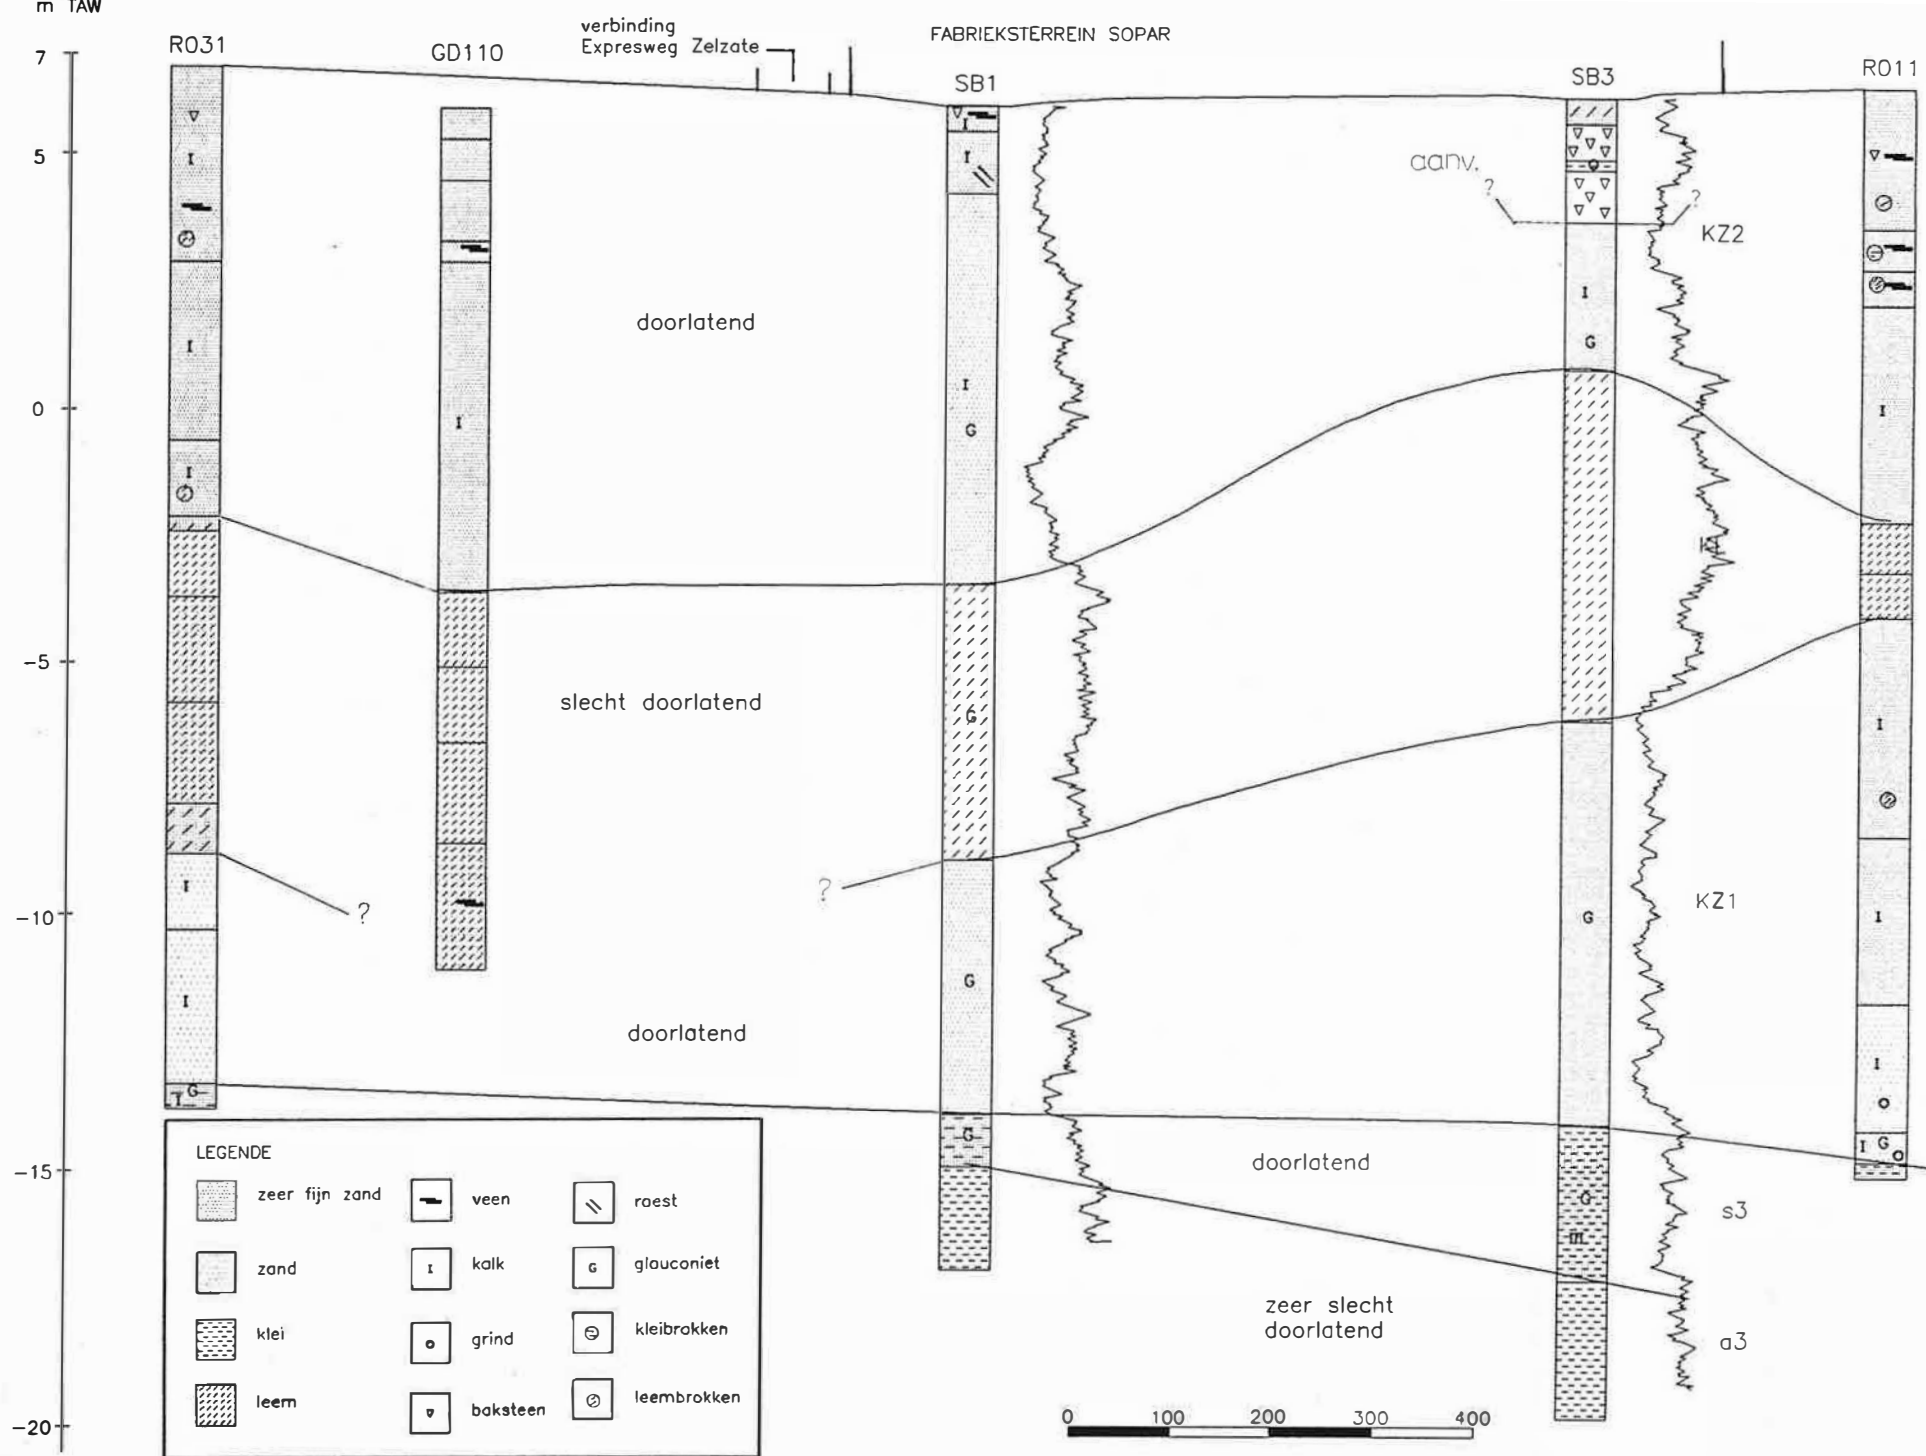 m TAW
7
5
0
-5
-10
-15
-20
RO31
GD110
verbinding
Expresweg Zelzate
FABRIEKSTERREIN SOPAR
SB1
SB3
RO11
aanv.
?
?
KZ2
doorlatend
slecht doorlatend
?
?
KZ1
doorlatend
doorlatend
s3
zeer slecht
doorlatend
a3
I
I
I
I
I
G
I
I
I
I
I
G
G
G
G
I
G
G
G
m
I
I
I
I
I G
LEGENDE
zeer fijn zand
veen
roest
zand
I
kalk
G
glauconiet
klei
grind
kleibrokken
leem
baksteen
leembrokken
0 100 200 300 400